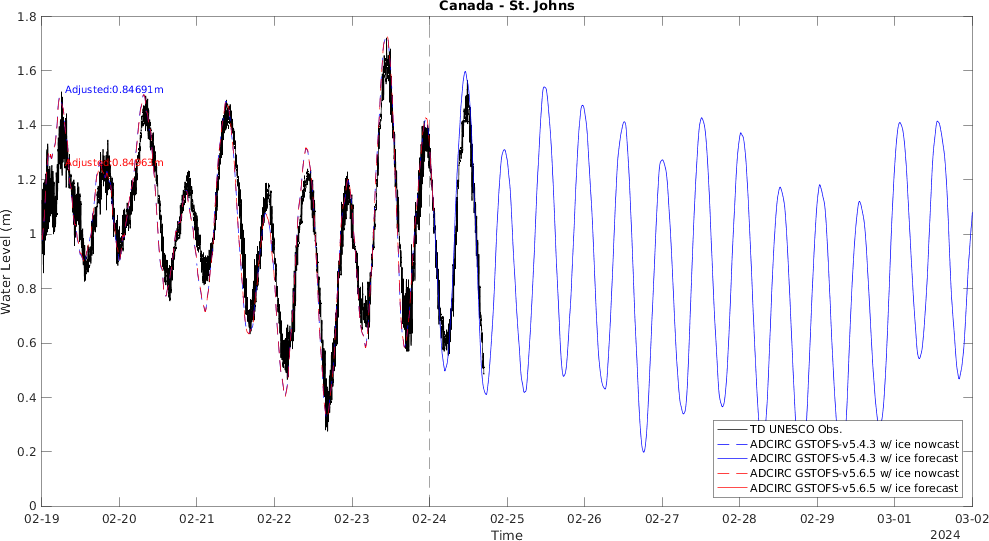 Canada - St. Johns
1.8
1.6
1.4
1.2
1
0.8
0.6
0.4
0.2
0
Water Level (m)
Adjusted:0.84691m
TD UNESCO Obs.
ADCIRC GSTOFS-v5.4.3 w/ ice nowcast
ADCIRC GSTOFS-v5.4.3 w/ ice forecast
ADCIRC GSTOFS-v5.6.5 w/ ice nowcast
ADCIRC GSTOFS-v5.6.5 w/ ice forecast
02-19 02-20 02-21 02-22 02-23 02-24 02-25 02-26 02-27 02-28 02-29 03-01 03-02
Time
2024